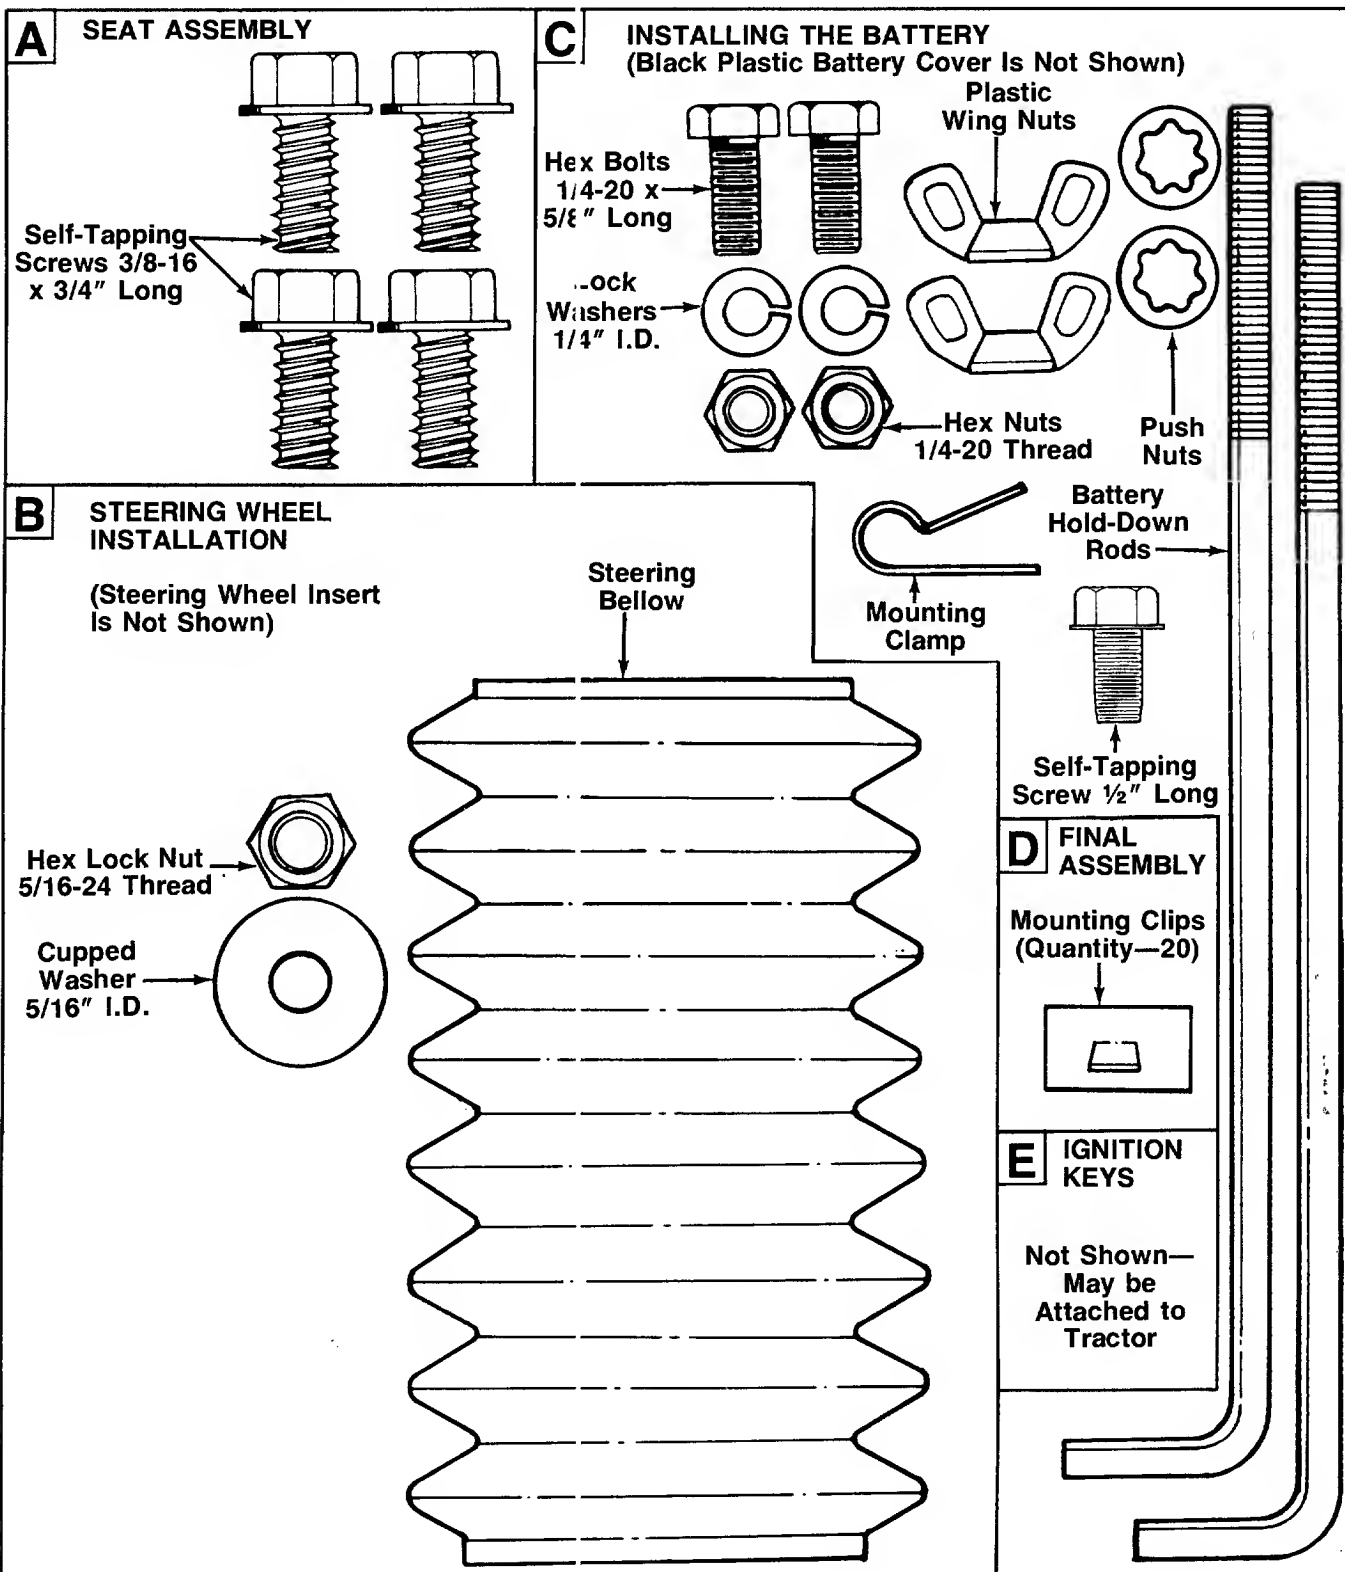 A
SEAT ASSEMBLY
Self-Tapping
Screws 3/8-16
x 3/4" Long
C
INSTALLING THE BATTERY
(Black Plastic Battery Cover Is Not Shown)
Plastic
Wing Nuts
Hex Bolts
1/4-20 x
5/8" Long
Lock
Washers
1/4" I.D.
Hex Nuts
1/4-20 Thread
Push
Nuts
Battery
Hold-Down
Rods
Mounting
Clamp
Self-Tapping
Screw ½" Long
B
STEERING WHEEL
INSTALLATION
(Steering Wheel Insert
Is Not Shown)
Steering
Bellow
Hex Lock Nut
5/16-24 Thread
Cupped
Washer
5/16" I.D.
D
FINAL
ASSEMBLY
Mounting Clips
(Quantity—20)
E
IGNITION
KEYS
Not Shown—
May be
Attached to
Tractor